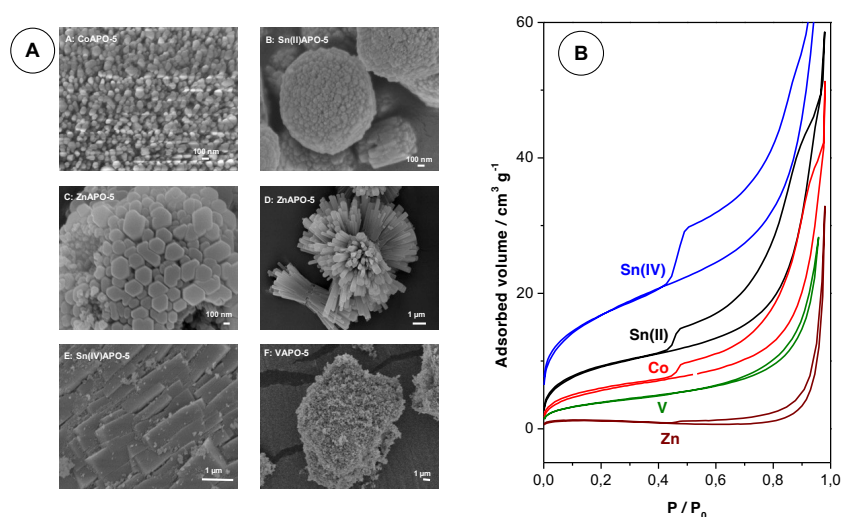 A
A: CoAPO-5
100 nm
B: Sn(II)APO-5
100 nm
C: ZnAPO-5
100 nm
D: ZnAPO-5
1 µm
E: Sn(IV)APO-5
1 µm
F: VAPO-5
1 µm
B
60
40
20
0
Adsorbed volume / cm³ g⁻¹
Sn(IV)
Sn(II)
Co
V
Zn
0,0 0,2 0,4 0,6 0,8 1,0
P / P₀